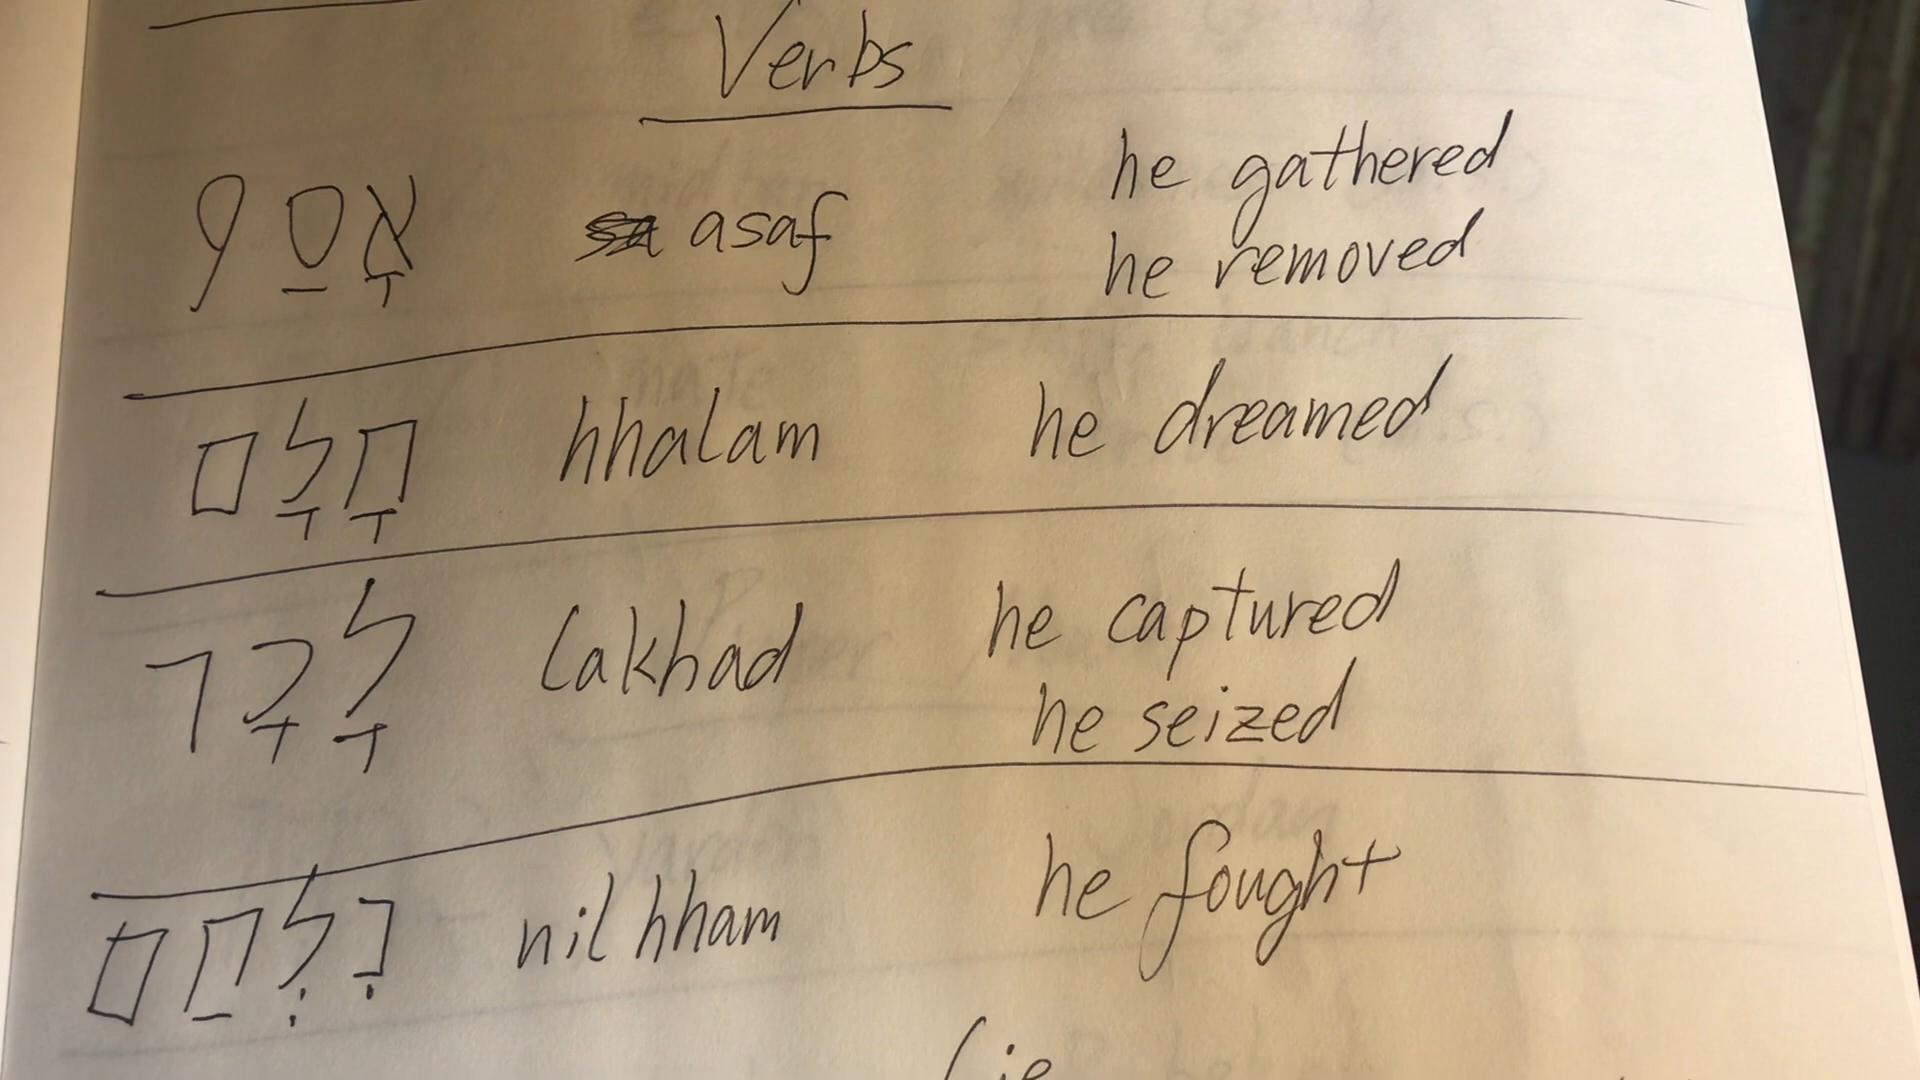 Verbs
אָסַף asaf he gathered
he removed
חָלָם hhalam he dreamed
לָכָד lakhad he captured
he seized
נִלְחַם nilhham he fought